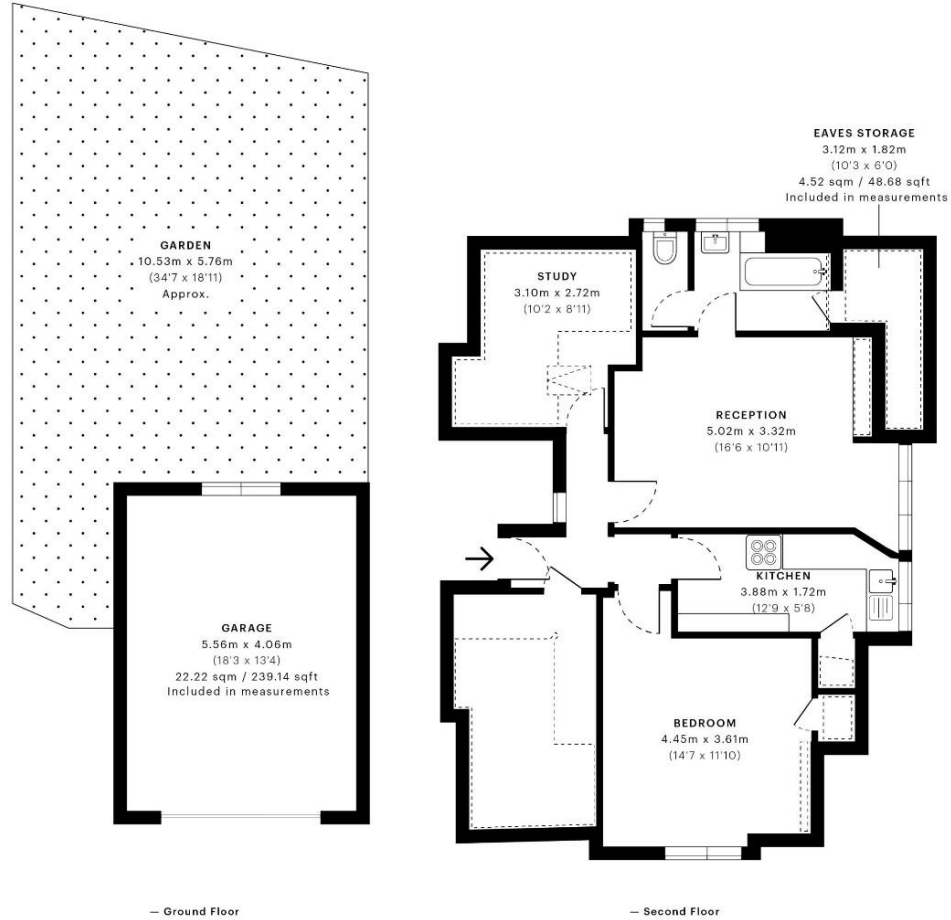 GARDEN
10.53m x 5.76m
(34'7 x 18'11)
Approx.
GARAGE
5.56m x 4.06m
(18'3 x 13'4)
22.22 sqm / 239.14 sqft
Included in measurements
— Ground Floor
EAVES STORAGE
3.12m x 1.82m
(10'3 x 6'0)
4.52 sqm / 48.68 sqft
Included in measurements
STUDY
3.10m x 2.72m
(10'2 x 8'11)
RECEPTION
5.02m x 3.32m
(16'6 x 10'11)
KITCHEN
3.88m x 1.72m
(12'9 x 5'8)
BEDROOM
4.45m x 3.61m
(14'7 x 11'10)
— Second Floor